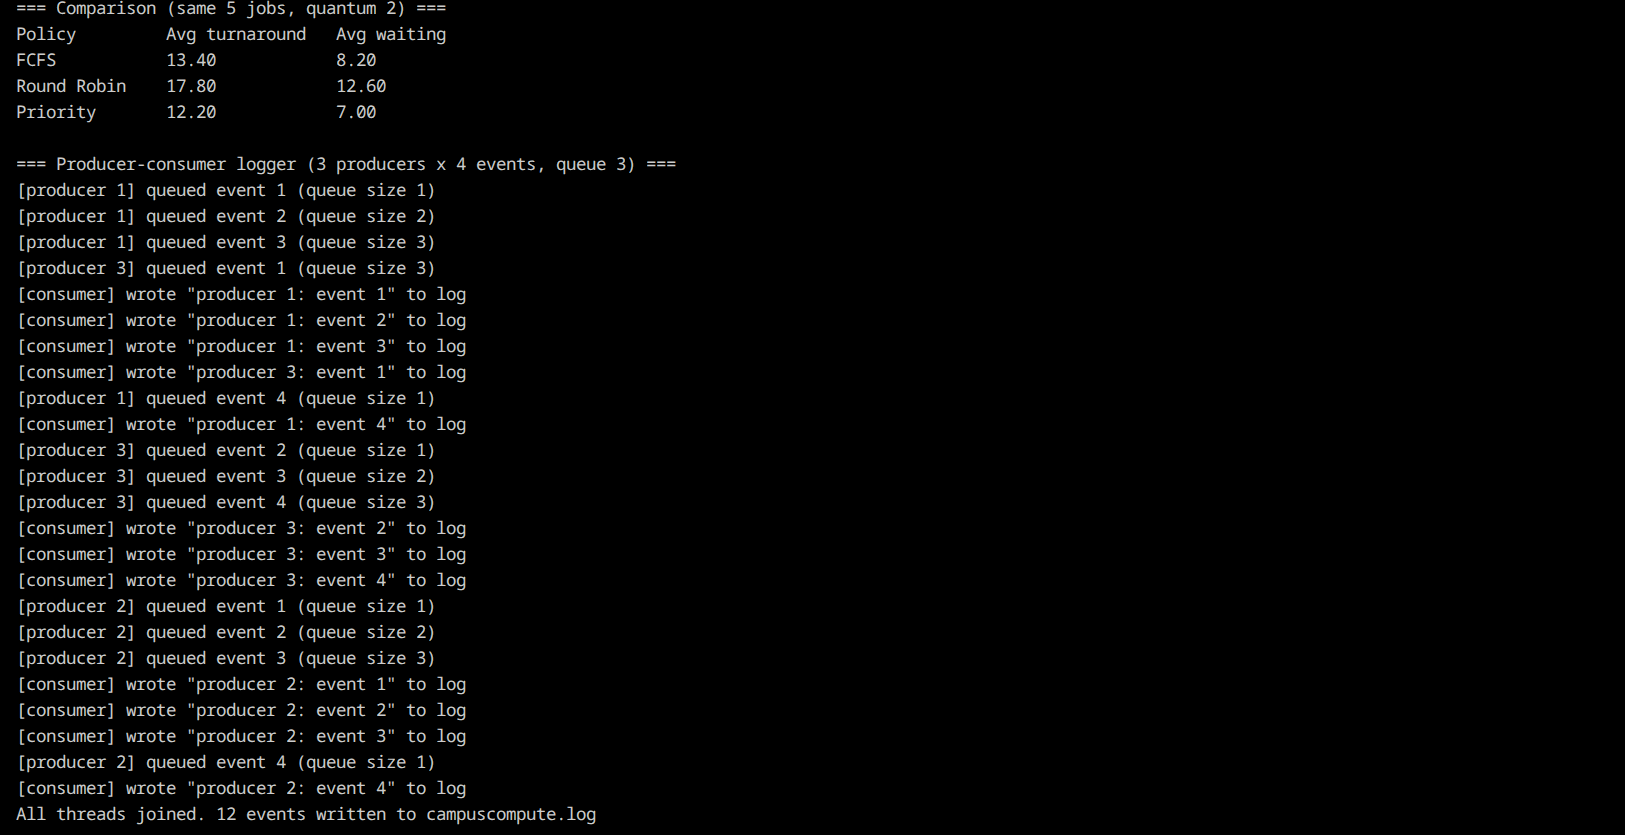 === Comparison (same 5 jobs, quantum 2) ===
Policy         Avg turnaround   Avg waiting
FCFS           13.40            8.20
Round Robin    17.80            12.60
Priority       12.20            7.00

=== Producer-consumer logger (3 producers x 4 events, queue 3) ===
[producer 1] queued event 1 (queue size 1)
[producer 1] queued event 2 (queue size 2)
[producer 1] queued event 3 (queue size 3)
[producer 3] queued event 1 (queue size 3)
[consumer] wrote "producer 1: event 1" to log
[consumer] wrote "producer 1: event 2" to log
[consumer] wrote "producer 1: event 3" to log
[consumer] wrote "producer 3: event 1" to log
[producer 1] queued event 4 (queue size 1)
[consumer] wrote "producer 1: event 4" to log
[producer 3] queued event 2 (queue size 1)
[producer 3] queued event 3 (queue size 2)
[producer 3] queued event 4 (queue size 3)
[consumer] wrote "producer 3: event 2" to log
[consumer] wrote "producer 3: event 3" to log
[consumer] wrote "producer 3: event 4" to log
[producer 2] queued event 1 (queue size 1)
[producer 2] queued event 2 (queue size 2)
[producer 2] queued event 3 (queue size 3)
[consumer] wrote "producer 2: event 1" to log
[consumer] wrote "producer 2: event 2" to log
[consumer] wrote "producer 2: event 3" to log
[producer 2] queued event 4 (queue size 1)
[consumer] wrote "producer 2: event 4" to log
All threads joined. 12 events written to campuscompute.log